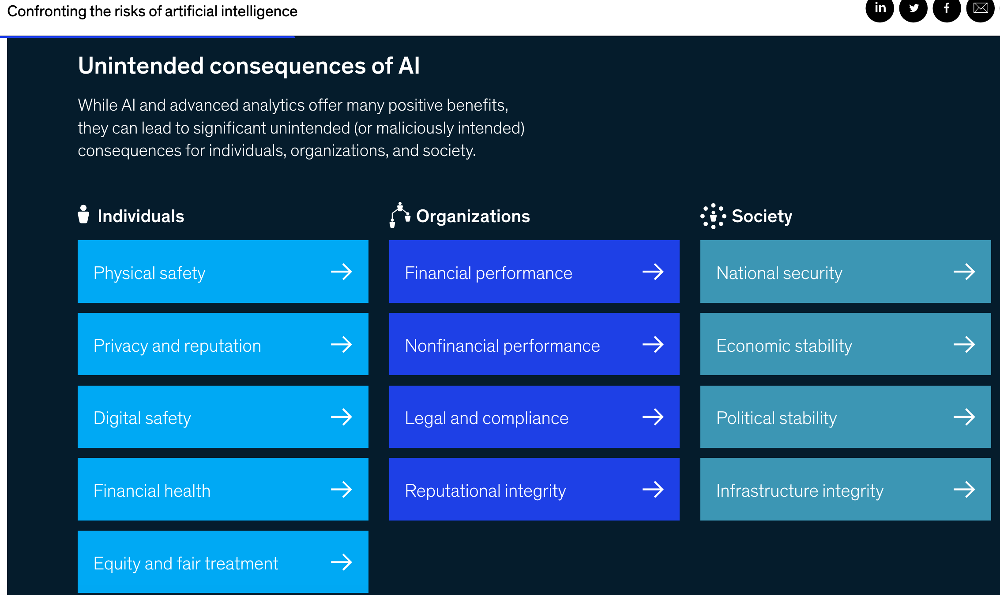 Confronting the risks of artificial intelligence
in
f
Unintended consequences of AI
While AI and advanced analytics offer many positive benefits,
they can lead to significant unintended (or maliciously intended)
consequences for individuals, organizations, and society.
Individuals
Physical safety
Privacy and reputation
Digital safety
Financial health
Equity and fair treatment
Organizations
Financial performance
Nonfinancial performance
Legal and compliance
Reputational integrity
Society
National security
Economic stability
Political stability
Infrastructure integrity